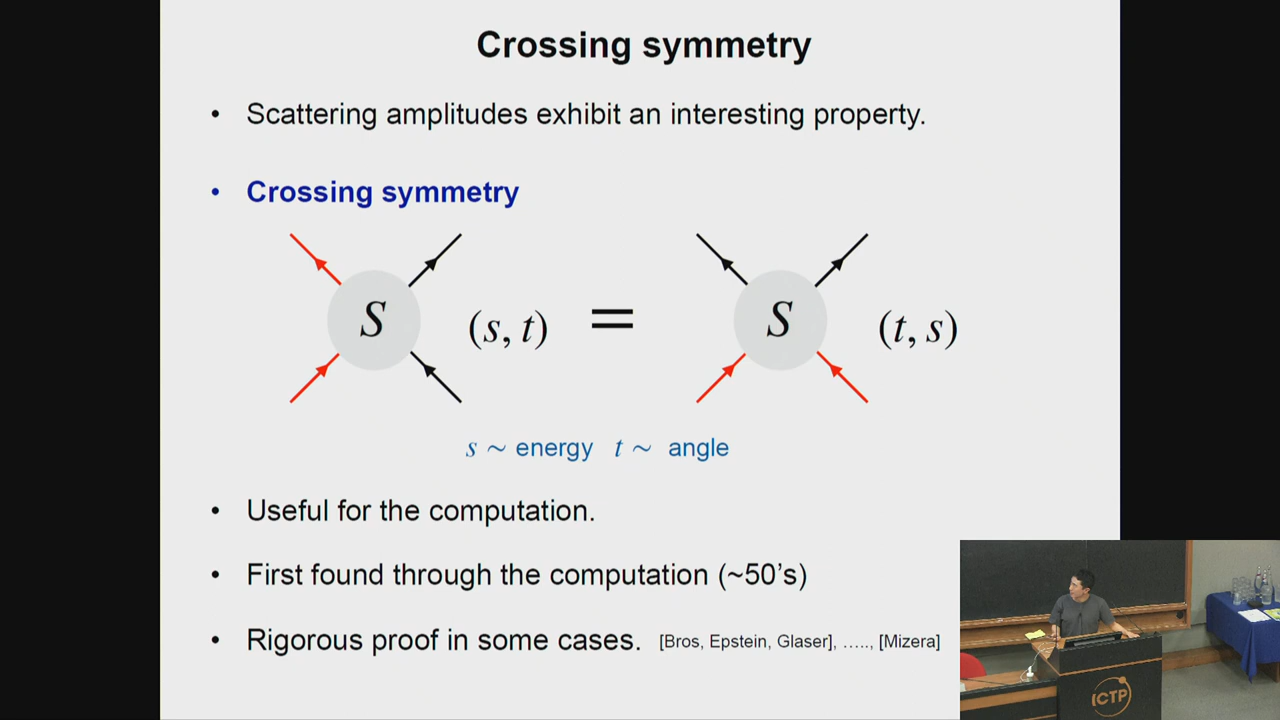 Crossing symmetry
• Scattering amplitudes exhibit an interesting property.
• Crossing symmetry
S (s, t) = S (t, s)
s ~ energy t ~ angle
• Useful for the computation.
• First found through the computation (~50's)
• Rigorous proof in some cases. [Bros, Epstein, Glaser], ....., [Mizera]
ICTP